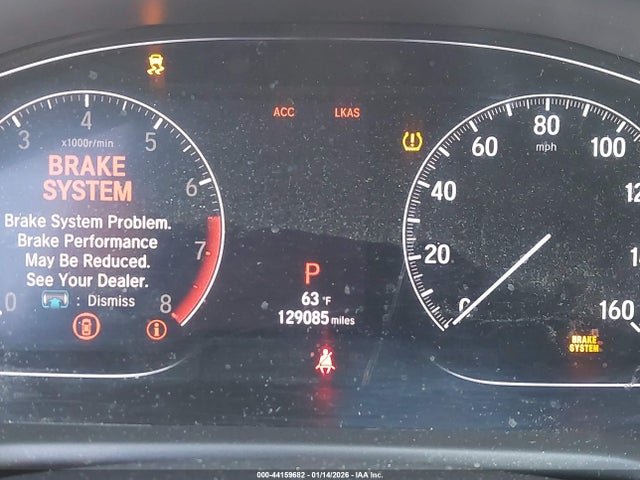 ACC LKAS
3 4 5 6 7 8
x1000r/min
BRAKE
SYSTEM
Brake System Problem.
Brake Performance
May Be Reduced.
See Your Dealer.
: Dismiss
0
P
63 °F
129085 miles
0 20 40 60 80 100
mph
160
BRAKE
SYSTEM
000-44159682 - 01/14/2026 - IAA Inc.